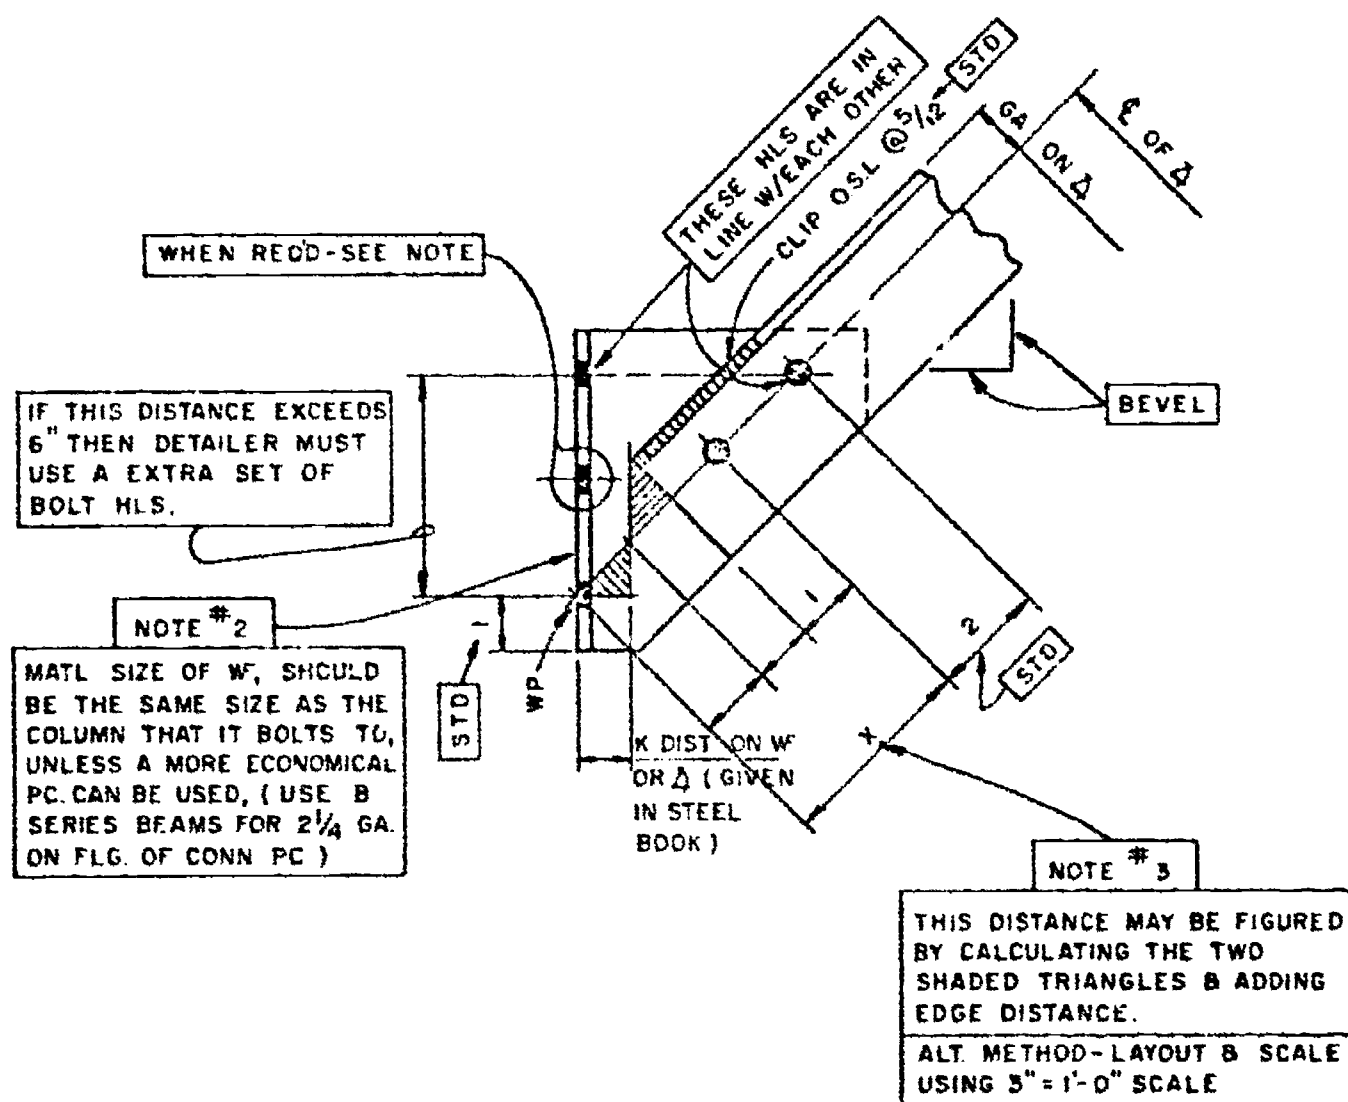 THESE HLS ARE IN
LINE W/EACH OTHER
CLIP O.S.L @ 5/12
STD
GA
ON
℄ OF
WHEN REQ'D-SEE NOTE
BEVEL
IF THIS DISTANCE EXCEEDS
6" THEN DETAILER MUST
USE A EXTRA SET OF
BOLT HLS.
NOTE #2
MATL SIZE OF WF, SHOULD
BE THE SAME SIZE AS THE
COLUMN THAT IT BOLTS TO,
UNLESS A MORE ECONOMICAL
PC. CAN BE USED, ( USE B
SERIES BEAMS FOR 2 1/4 GA.
ON FLG. OF CONN PC )
1
STD
WP
K DIST ON WF
OR ( GIVEN
IN STEEL
BOOK )
1
2
STD
X
NOTE #3
THIS DISTANCE MAY BE FIGURED
BY CALCULATING THE TWO
SHADED TRIANGLES & ADDING
EDGE DISTANCE.
ALT. METHOD-LAYOUT & SCALE
USING 3" = 1'-0" SCALE